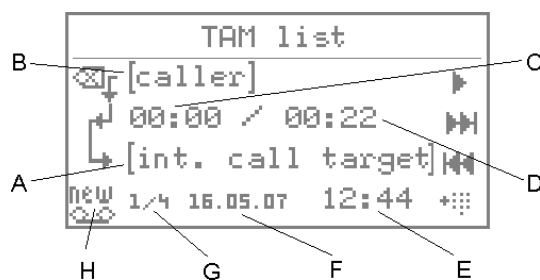 TAM list
B [caller] C
00:00 / 00:22
A [int. call target] D
new 1/4 16.05.07 12:44
H G F E